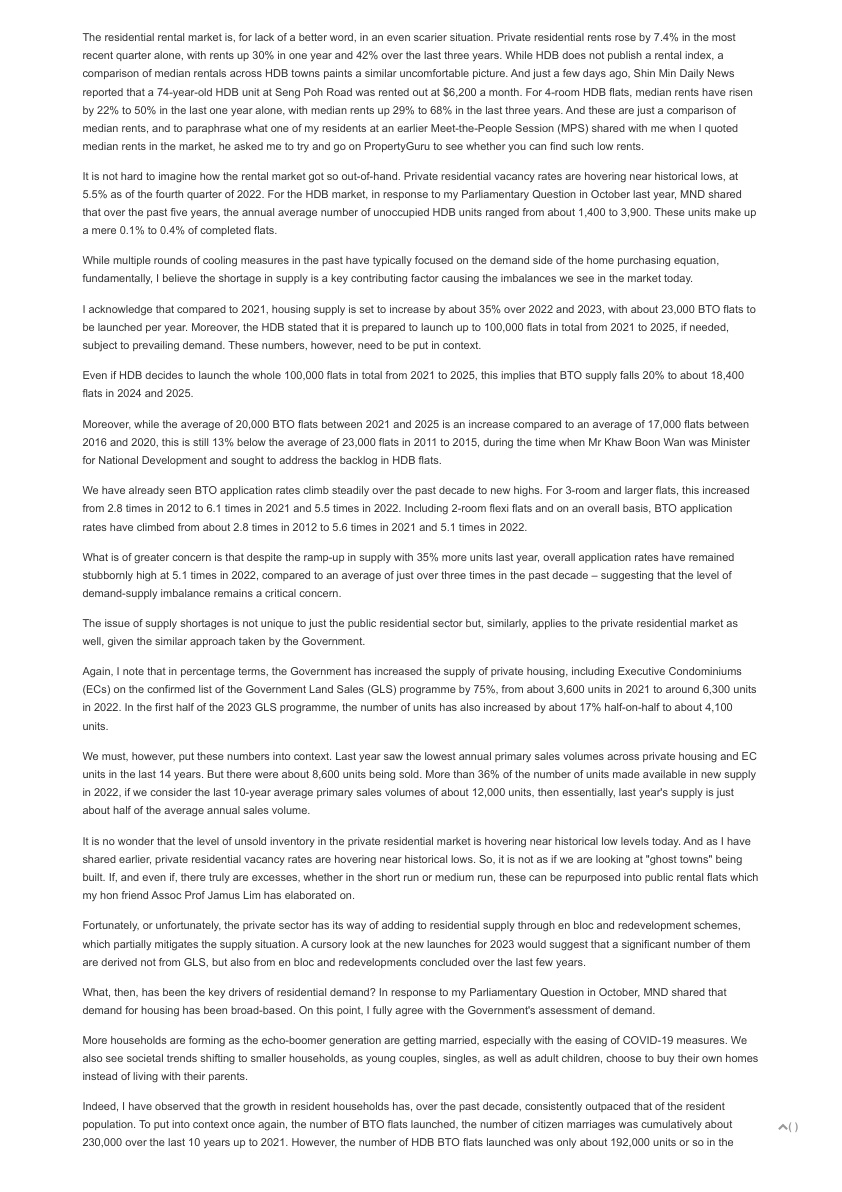 The residential rental market is, for lack of a better word, in an even scarier situation. Private residential rents rose by 7.4% in the most
recent quarter alone, with rents up 30% in one year and 42% over the last three years. While HDB does not publish a rental index, a
comparison of median rentals across HDB towns paints a similar uncomfortable picture. And just a few days ago, Shin Min Daily News
reported that a 74-year-old HDB unit at Seng Poh Road was rented out at $6,200 a month. For 4-room HDB flats, median rents have risen
by 22% to 50% in the last one year alone, with median rents up 29% to 68% in the last three years. And these are just a comparison of
median rents, and to paraphrase what one of my residents at an earlier Meet-the-People Session (MPS) shared with me when I quoted
median rents in the market, he asked me to try and go on PropertyGuru to see whether you can find such low rents.
It is not hard to imagine how the rental market got so out-of-hand. Private residential vacancy rates are hovering near historical lows, at
5.5% as of the fourth quarter of 2022. For the HDB market, in response to my Parliamentary Question in October last year, MND shared
that over the past five years, the annual average number of unoccupied HDB units ranged from about 1,400 to 3,900. These units make up
a mere 0.1% to 0.4% of completed flats.
While multiple rounds of cooling measures in the past have typically focused on the demand side of the home purchasing equation,
fundamentally, I believe the shortage in supply is a key contributing factor causing the imbalances we see in the market today.
I acknowledge that compared to 2021, housing supply is set to increase by about 35% over 2022 and 2023, with about 23,000 BTO flats to
be launched per year. Moreover, the HDB stated that it is prepared to launch up to 100,000 flats in total from 2021 to 2025, if needed,
subject to prevailing demand. These numbers, however, need to be put in context.
Even if HDB decides to launch the whole 100,000 flats in total from 2021 to 2025, this implies that BTO supply falls 20% to about 18,400
flats in 2024 and 2025.
Moreover, while the average of 20,000 BTO flats between 2021 and 2025 is an increase compared to an average of 17,000 flats between
2016 and 2020, this is still 13% below the average of 23,000 flats in 2011 to 2015, during the time when Mr Khaw Boon Wan was Minister
for National Development and sought to address the backlog in HDB flats.
We have already seen BTO application rates climb steadily over the past decade to new highs. For 3-room and larger flats, this increased
from 2.8 times in 2012 to 6.1 times in 2021 and 5.5 times in 2022. Including 2-room flexi flats and on an overall basis, BTO application
rates have climbed from about 2.8 times in 2012 to 5.6 times in 2021 and 5.1 times in 2022.
What is of greater concern is that despite the ramp-up in supply with 35% more units last year, overall application rates have remained
stubbornly high at 5.1 times in 2022, compared to an average of just over three times in the past decade – suggesting that the level of
demand-supply imbalance remains a critical concern.
The issue of supply shortages is not unique to just the public residential sector but, similarly, applies to the private residential market as
well, given the similar approach taken by the Government.
Again, I note that in percentage terms, the Government has increased the supply of private housing, including Executive Condominiums
(ECs) on the confirmed list of the Government Land Sales (GLS) programme by 75%, from about 3,600 units in 2021 to around 6,300 units
in 2022. In the first half of the 2023 GLS programme, the number of units has also increased by about 17% half-on-half to about 4,100
units.
We must, however, put these numbers into context. Last year saw the lowest annual primary sales volumes across private housing and EC
units in the last 14 years. But there were about 8,600 units being sold. More than 36% of the number of units made available in new supply
in 2022, if we consider the last 10-year average primary sales volumes of about 12,000 units, then essentially, last year's supply is just
about half of the average annual sales volume.
It is no wonder that the level of unsold inventory in the private residential market is hovering near historical low levels today. And as I have
shared earlier, private residential vacancy rates are hovering near historical lows. So, it is not as if we are looking at "ghost towns" being
built. If, and even if, there truly are excesses, whether in the short run or medium run, these can be repurposed into public rental flats which
my hon friend Assoc Prof Jamus Lim has elaborated on.
Fortunately, or unfortunately, the private sector has its way of adding to residential supply through en bloc and redevelopment schemes,
which partially mitigates the supply situation. A cursory look at the new launches for 2023 would suggest that a significant number of them
are derived not from GLS, but also from en bloc and redevelopments concluded over the last few years.
What, then, has been the key drivers of residential demand? In response to my Parliamentary Question in October, MND shared that
demand for housing has been broad-based. On this point, I fully agree with the Government's assessment of demand.
More households are forming as the echo-boomer generation are getting married, especially with the easing of COVID-19 measures. We
also see societal trends shifting to smaller households, as young couples, singles, as well as adult children, choose to buy their own homes
instead of living with their parents.
Indeed, I have observed that the growth in resident households has, over the past decade, consistently outpaced that of the resident
population. To put into context once again, the number of BTO flats launched, the number of citizen marriages was cumulatively about
230,000 over the last 10 years up to 2021. However, the number of HDB BTO flats launched was only about 192,000 units or so in the
( )